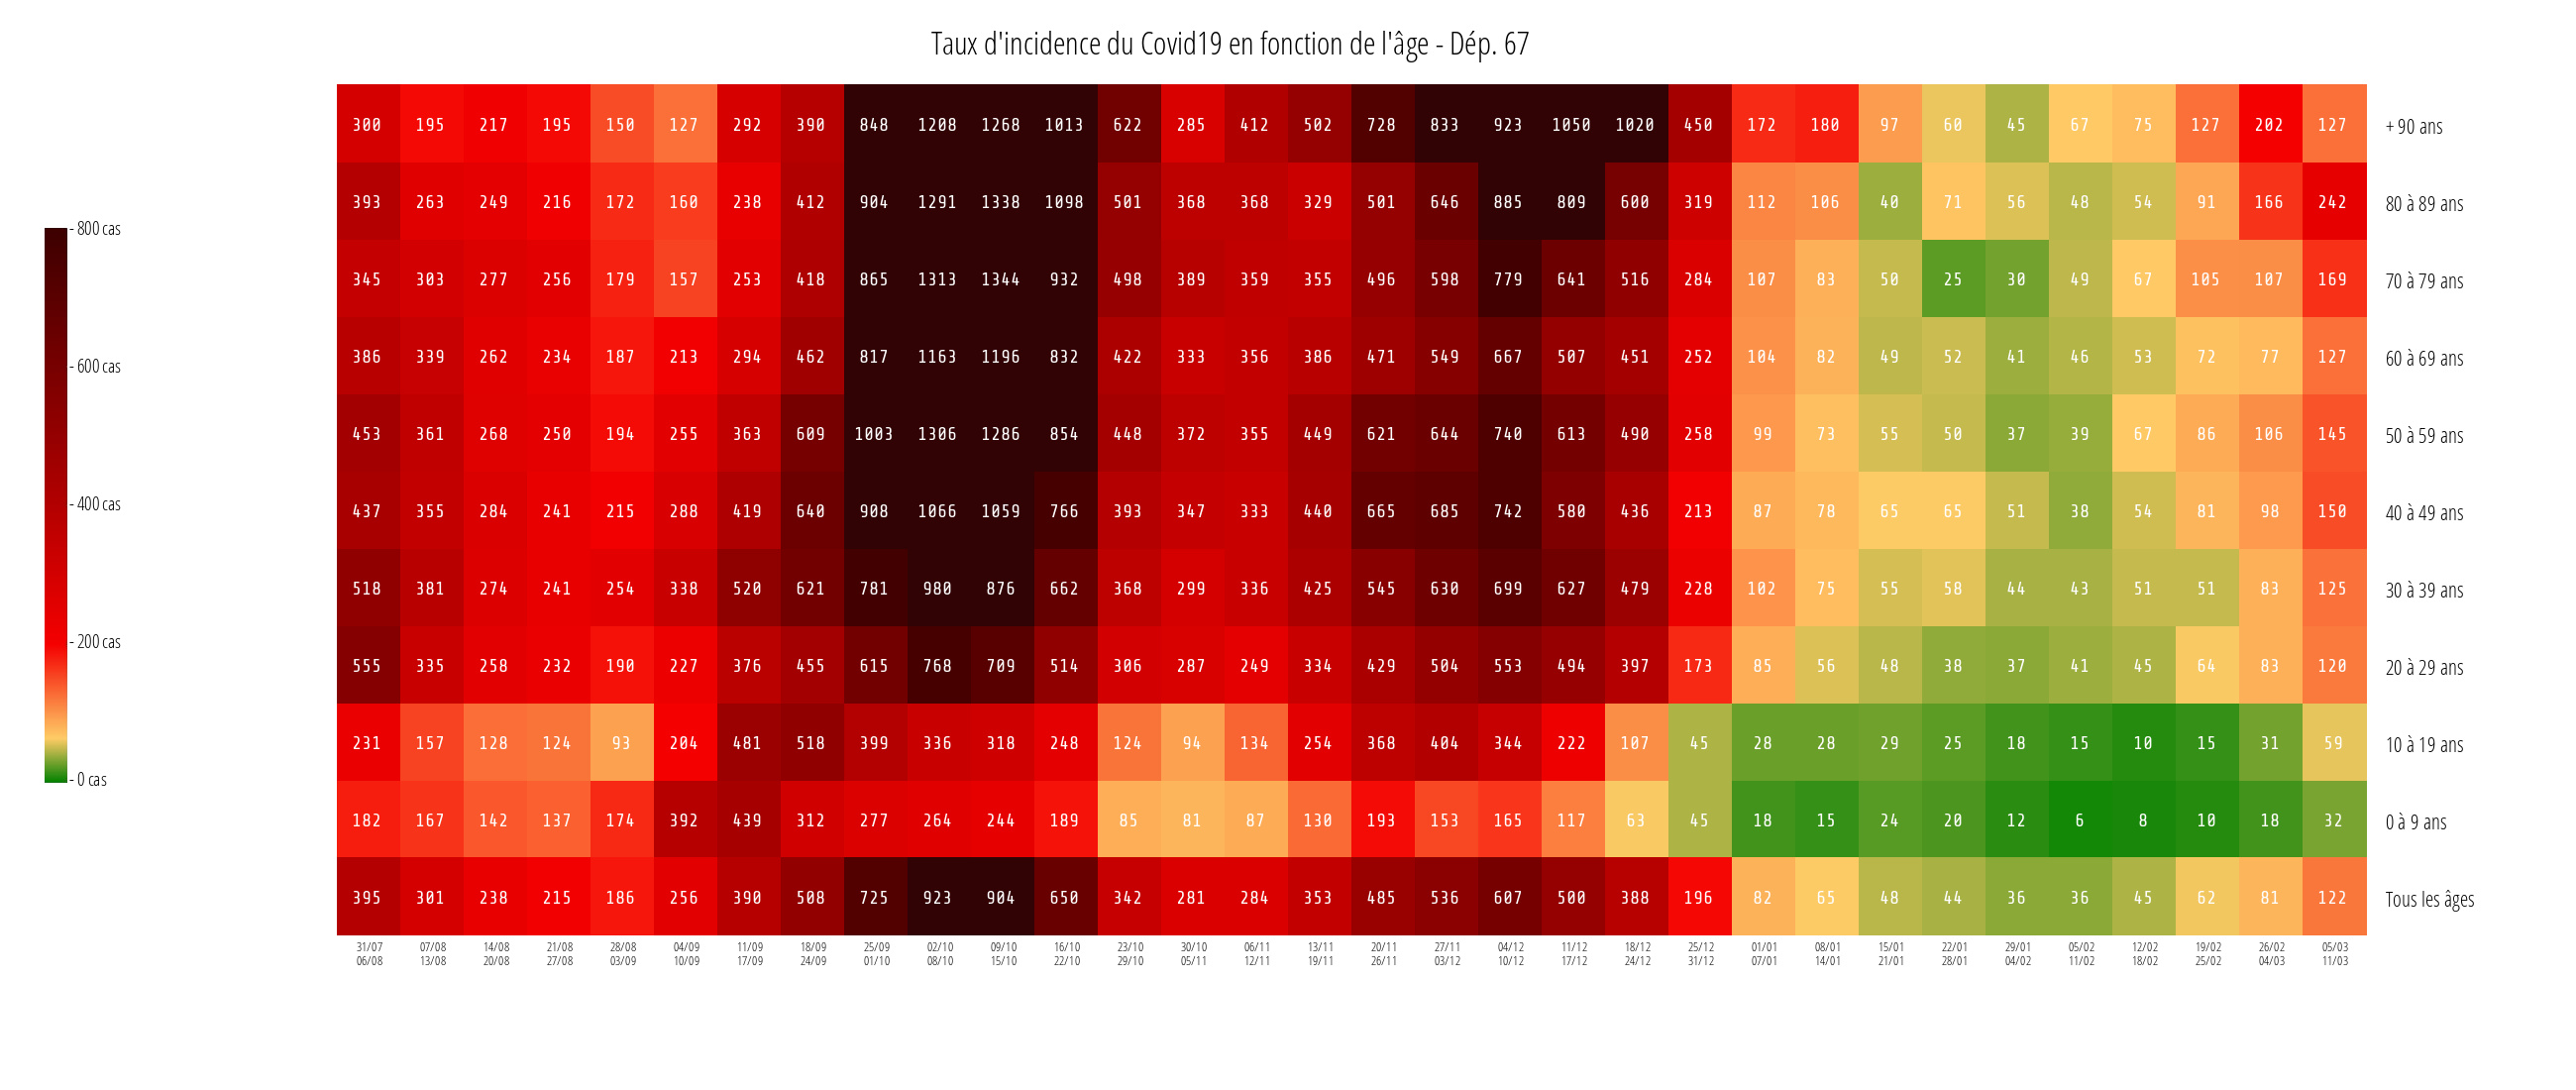 Taux d'incidence du Covid19 en fonction de l'âge - Dép. 67
- 800 cas
- 600 cas
- 400 cas
- 200 cas
- 0 cas
300 195 217 195 150 127 292 390 848 1208 1268 1013 622 285 412 502 728 833 923 1050 1020 450 172 180 97 60 45 67 75 127 202 127 + 90 ans
393 263 249 216 172 160 238 412 904 1291 1338 1098 501 368 368 329 501 646 885 809 600 319 112 106 40 71 56 48 54 91 166 242 80 à 89 ans
345 303 277 256 179 157 253 418 865 1313 1344 932 498 389 359 355 496 598 779 641 516 284 107 83 50 25 30 49 67 105 107 169 70 à 79 ans
386 339 262 234 187 213 294 462 817 1163 1196 832 422 333 356 386 471 549 667 507 451 252 104 82 49 52 41 46 53 72 77 127 60 à 69 ans
453 361 268 250 194 255 363 609 1003 1306 1286 854 448 372 355 449 621 644 740 613 490 258 99 73 55 50 37 39 67 86 106 145 50 à 59 ans
437 355 284 241 215 288 419 640 908 1066 1059 766 393 347 333 440 665 685 742 580 436 213 87 78 65 65 51 38 54 81 98 150 40 à 49 ans
518 381 274 241 254 338 520 621 781 980 876 662 368 299 336 425 545 630 699 627 479 228 102 75 55 58 44 43 51 51 83 125 30 à 39 ans
555 335 258 232 190 227 376 455 615 768 709 514 306 287 249 334 429 504 553 494 397 173 85 56 48 38 37 41 45 64 83 120 20 à 29 ans
231 157 128 124 93 204 481 518 399 336 318 248 124 94 134 254 368 404 344 222 107 45 28 28 29 25 18 15 10 15 31 59 10 à 19 ans
182 167 142 137 174 392 439 312 277 264 244 189 85 81 87 130 193 153 165 117 63 45 18 15 24 20 12 6 8 10 18 32 0 à 9 ans
395 301 238 215 186 256 390 508 725 923 904 650 342 281 284 353 485 536 607 500 388 196 82 65 48 44 36 36 45 62 81 122 Tous les âges
31/07 07/08 14/08 21/08 28/08 04/09 11/09 18/09 25/09 02/10 09/10 16/10 23/10 30/10 06/11 13/11 20/11 27/11 04/12 11/12 18/12 25/12 01/01 08/01 15/01 22/01 29/01 05/02 12/02 19/02 26/02 05/03
06/08 13/08 20/08 27/08 03/09 10/09 17/09 24/09 01/10 08/10 15/10 22/10 29/10 05/11 12/11 19/11 26/11 03/12 10/12 17/12 24/12 31/12 07/01 14/01 21/01 28/01 04/02 11/02 18/02 25/02 04/03 11/03